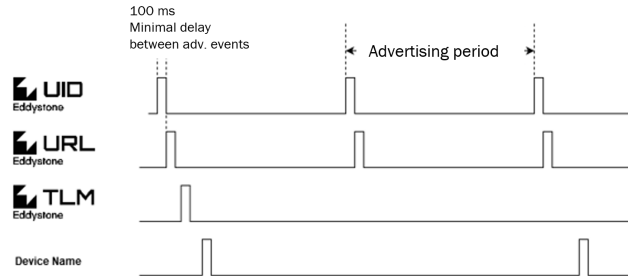 100 ms
Minimal delay
between adv. events
Advertising period
UID
Eddystone
URL
Eddystone
TLM
Eddystone
Device Name